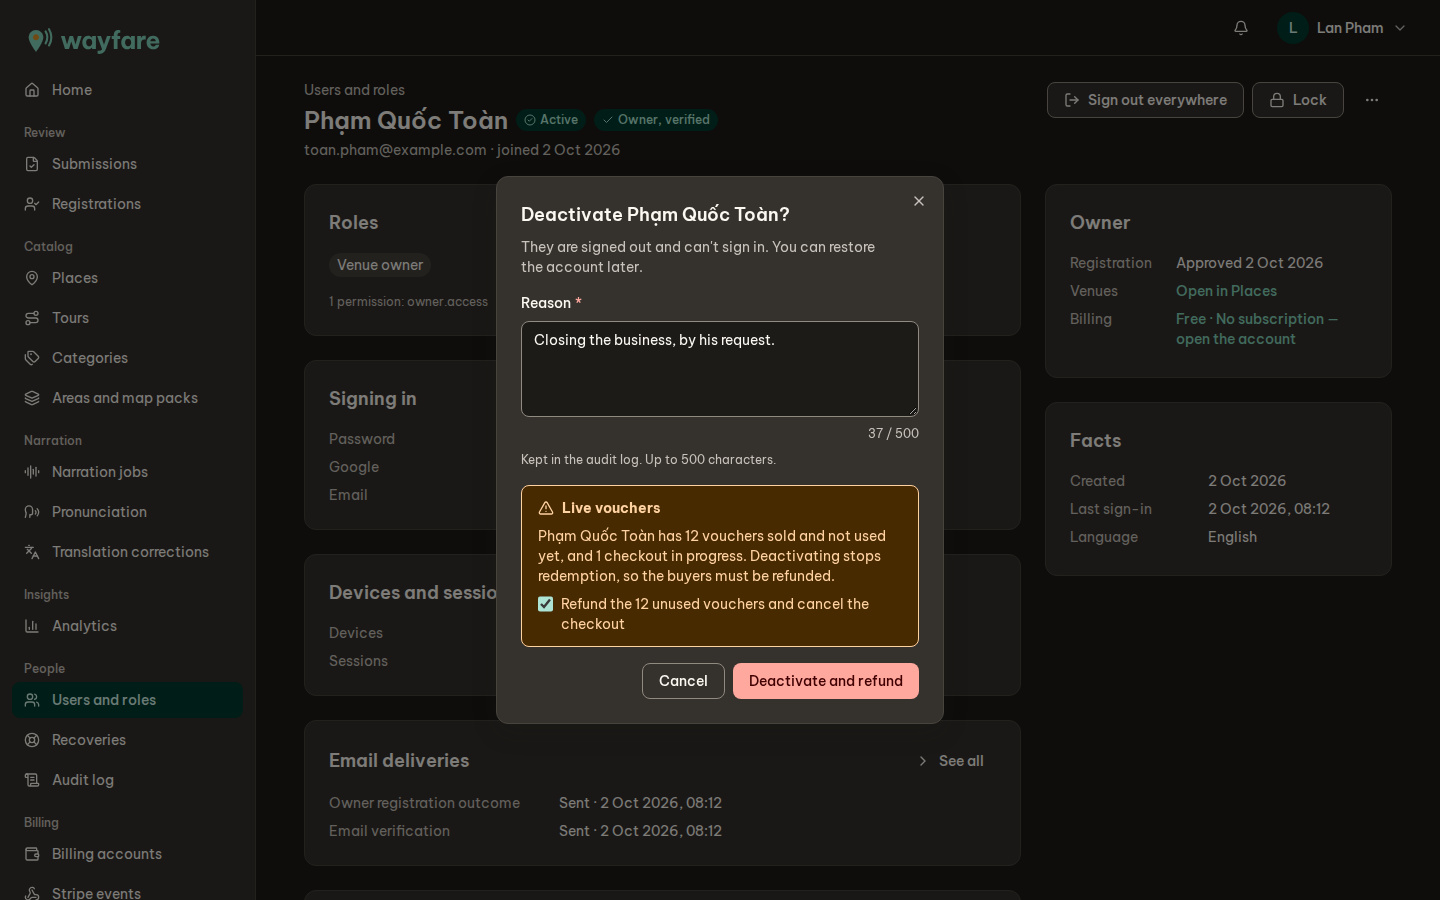 wayfare
Home
Review
Submissions
Registrations
Catalog
Places
Tours
Categories
Areas and map packs
Narration
Narration jobs
Pronunciation
Translation corrections
Insights
Analytics
People
Users and roles
Recoveries
Audit log
Billing
Billing accounts
Stripe events
L
Lan Pham
Users and roles
Phạm Quốc Toàn
Active
Owner, verified
toan.pham@example.com · joined 2 Oct 2026
Sign out everywhere
Lock
Roles
Venue owner
1 permission: owner.access
Signing in
Password
Google
Email
Devices and sessio
Devices
Sessions
Email deliveries
See all
Owner registration outcome
Sent · 2 Oct 2026, 08:12
Email verification
Sent · 2 Oct 2026, 08:12
Owner
Registration
Approved 2 Oct 2026
Venues
Open in Places
Billing
Free · No subscription —
open the account
Facts
Created
2 Oct 2026
Last sign-in
2 Oct 2026, 08:12
Language
English
Deactivate Phạm Quốc Toàn?
They are signed out and can't sign in. You can restore
the account later.
Reason *
Closing the business, by his request.
37 / 500
Kept in the audit log. Up to 500 characters.
Live vouchers
Phạm Quốc Toàn has 12 vouchers sold and not used
yet, and 1 checkout in progress. Deactivating stops
redemption, so the buyers must be refunded.
Refund the 12 unused vouchers and cancel the
checkout
Cancel
Deactivate and refund